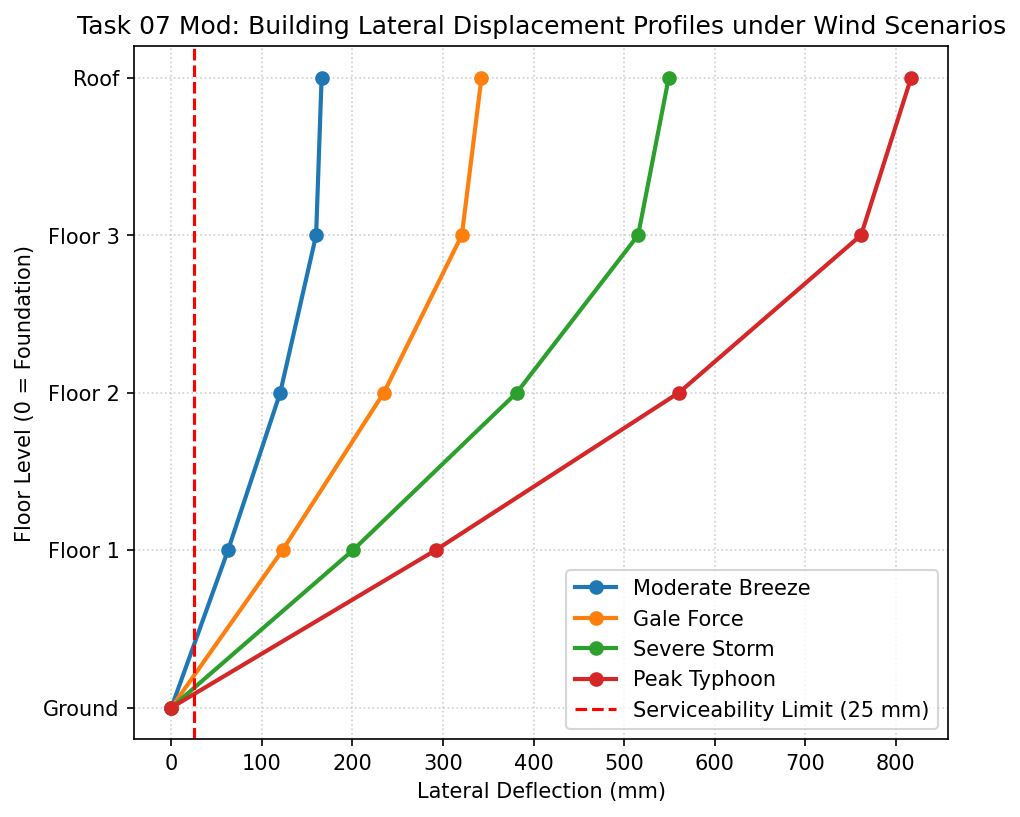 Task 07 Mod: Building Lateral Displacement Profiles under Wind Scenarios
Floor Level (0 = Foundation)
Roof
Floor 3
Floor 2
Floor 1
Ground
0 100 200 300 400 500 600 700 800
Lateral Deflection (mm)
Moderate Breeze
Gale Force
Severe Storm
Peak Typhoon
Serviceability Limit (25 mm)